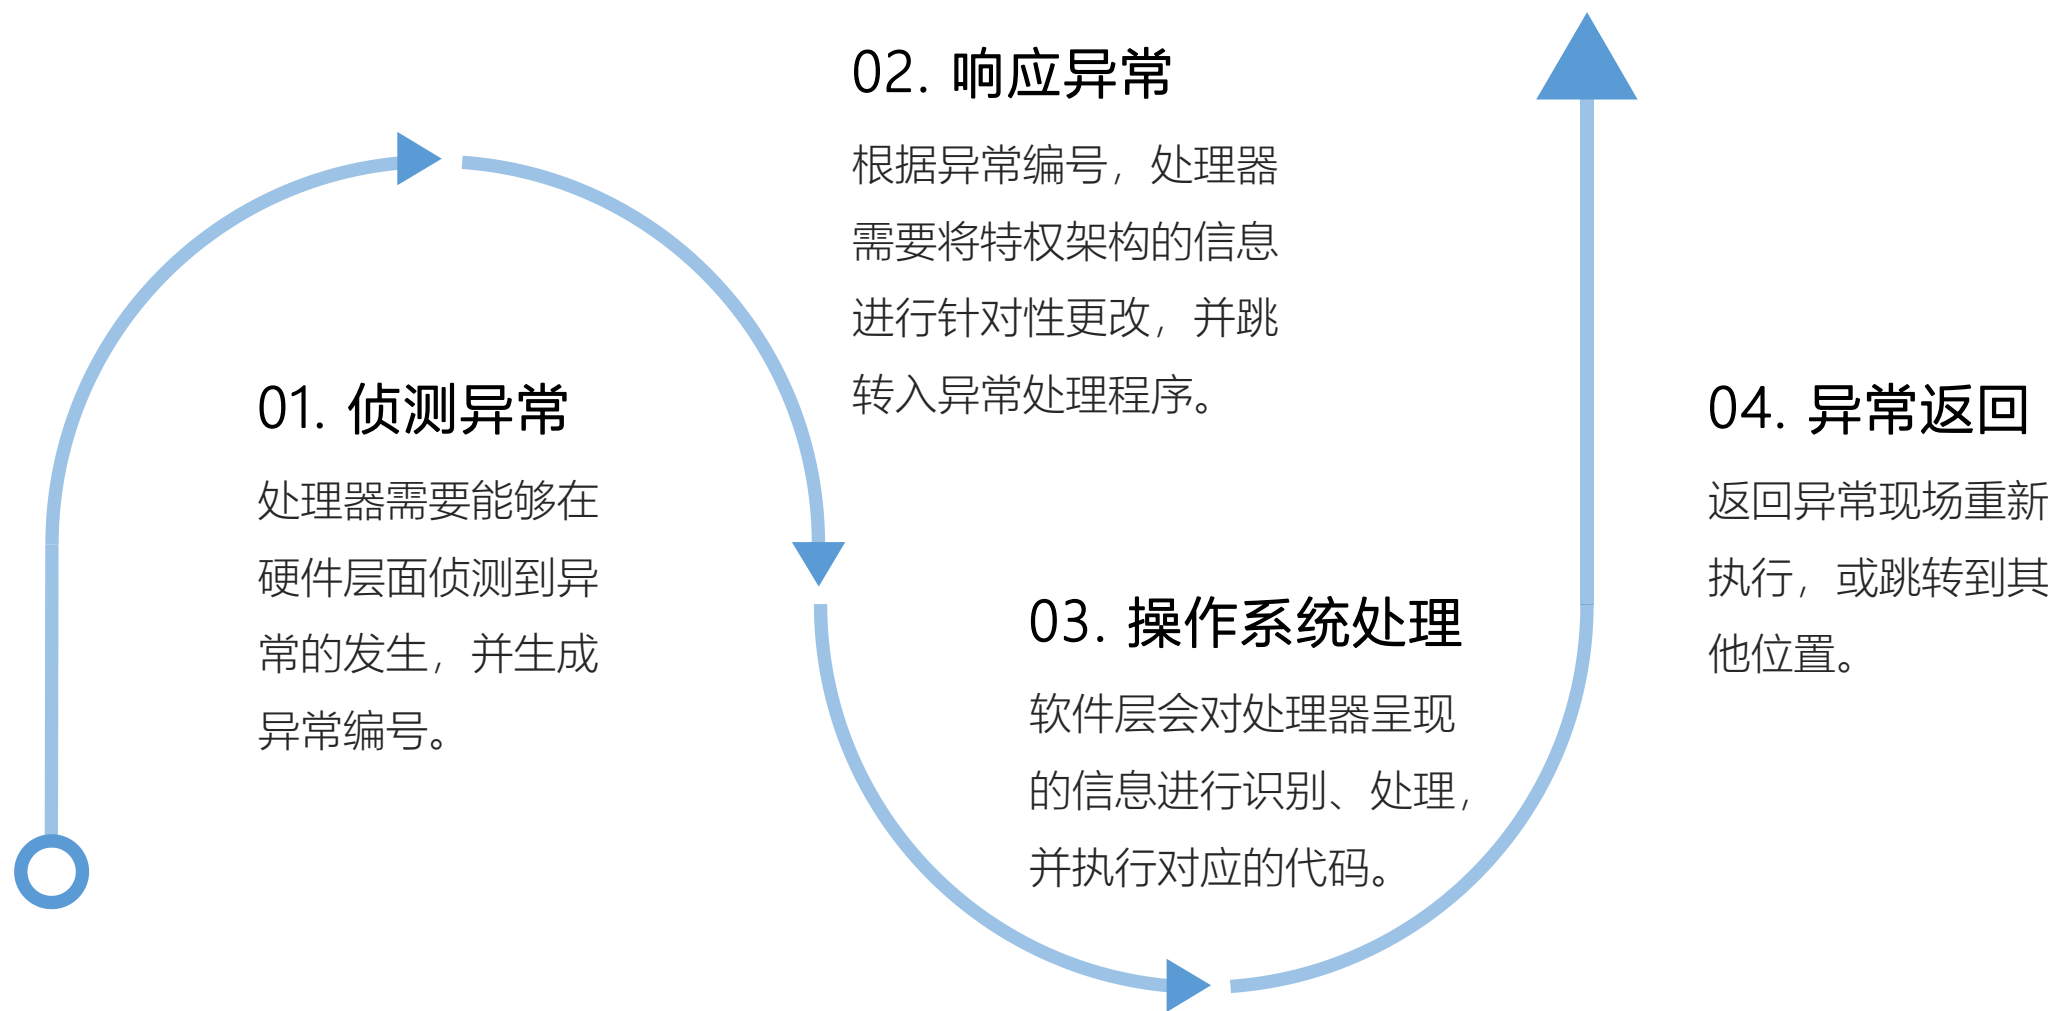 01. 侦测异常
处理器需要能够在
硬件层面侦测到异
常的发生，并生成
异常编号。
02. 响应异常
根据异常编号，处理器
需要将特权架构的信息
进行针对性更改，并跳
转入异常处理程序。
03. 操作系统处理
软件层会对处理器呈现
的信息进行识别、处理，
并执行对应的代码。
04. 异常返回
返回异常现场重新
执行，或跳转到其
他位置。